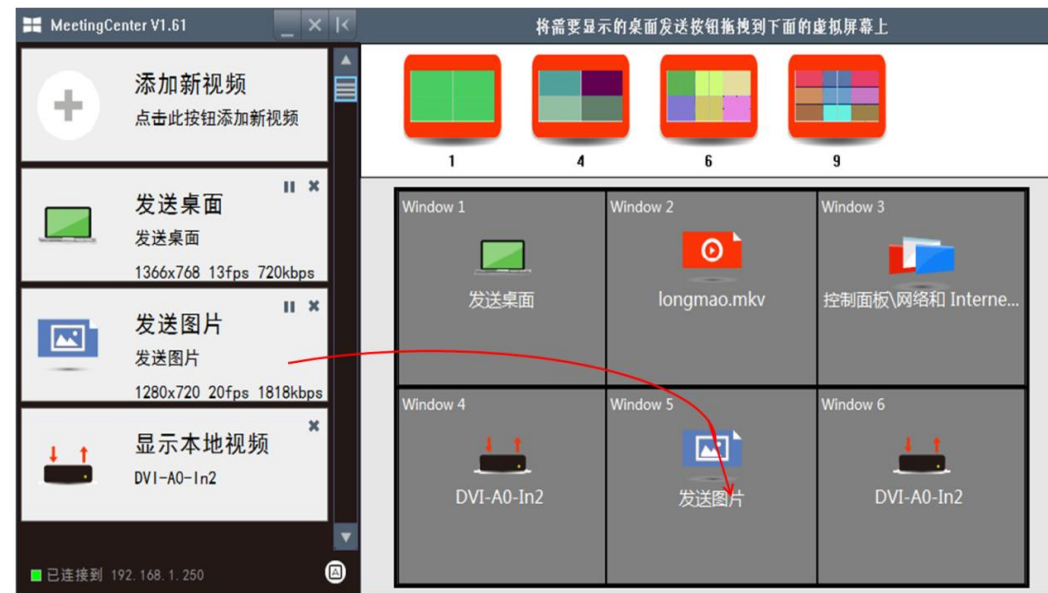 MeetingCenter V1.61
将需要显示的桌面发送按钮拖拽到下面的虚拟屏幕上
添加新视频
点击此按钮添加新视频
发送桌面
发送桌面
1366x768 13fps 720kbps
发送图片
发送图片
1280x720 20fps 1818kbps
显示本地视频
DVI-A0-In2
已连接到 192.168.1.250
1 4 6 9
Window 1
发送桌面
Window 2
longmao.mkv
Window 3
控制面板\网络和 Interne...
Window 4
DVI-A0-In2
Window 5
发送图片
Window 6
DVI-A0-In2